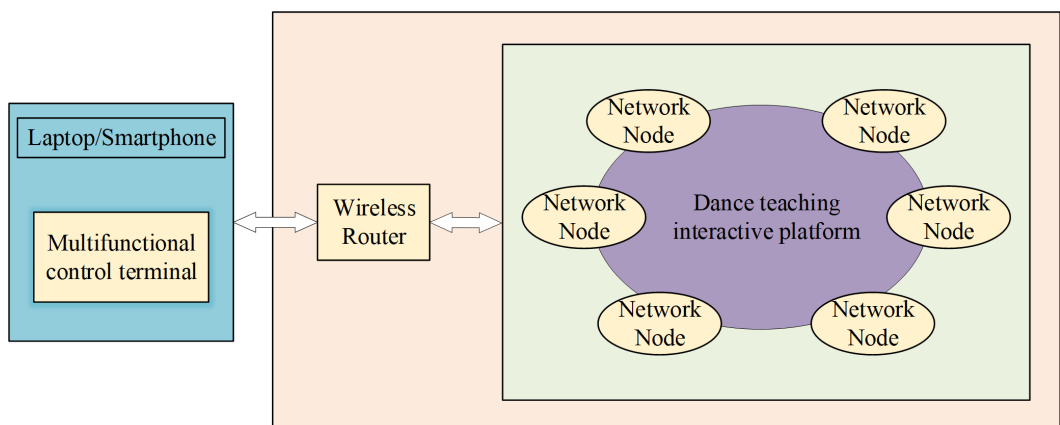 Laptop/Smartphone
Multifunctional
control terminal
Wireless
Router
Network
Node
Network
Node
Network
Node
Dance teaching
interactive platform
Network
Node
Network
Node
Network
Node